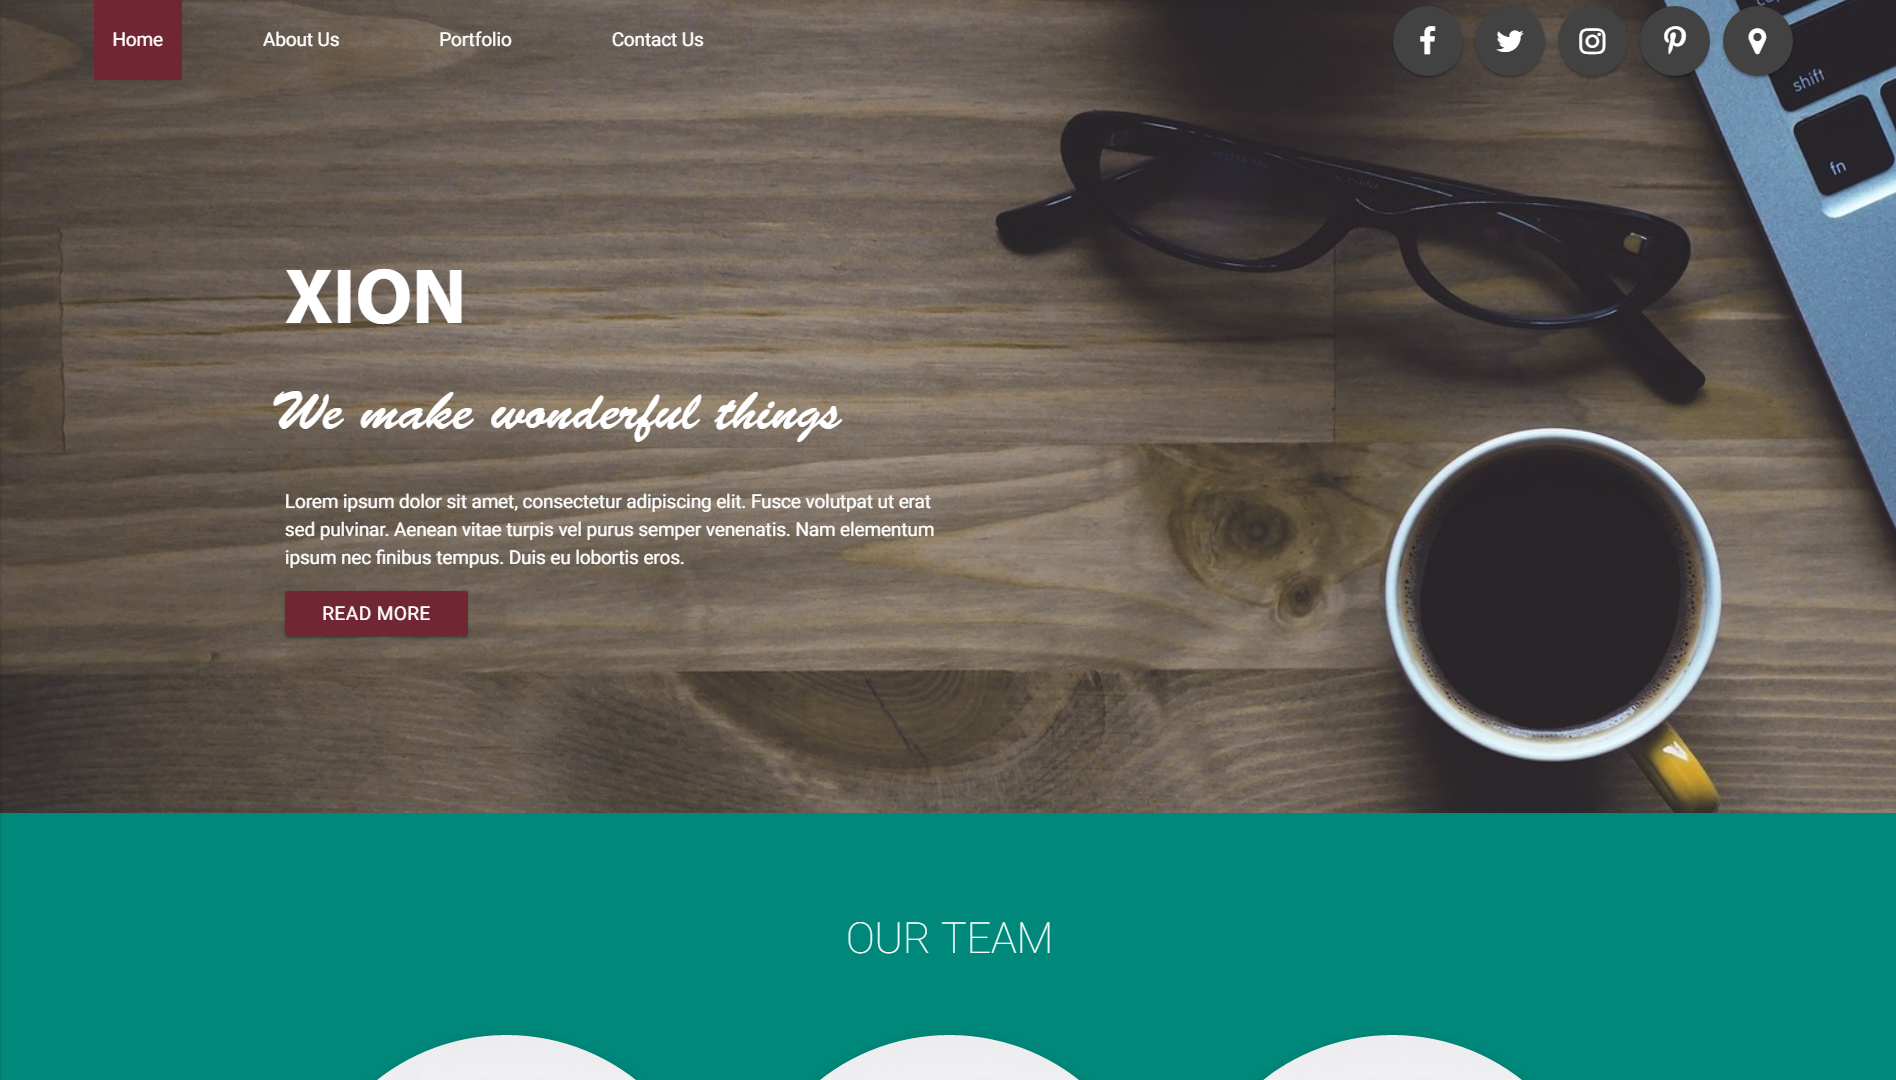 Home
About Us
Portfolio
Contact Us
shift
fn
XION
We make wonderful things
Lorem ipsum dolor sit amet, consectetur adipiscing elit. Fusce volutpat ut erat
sed pulvinar. Aenean vitae turpis vel purus semper venenatis. Nam elementum
ipsum nec finibus tempus. Duis eu lobortis eros.
READ MORE
OUR TEAM